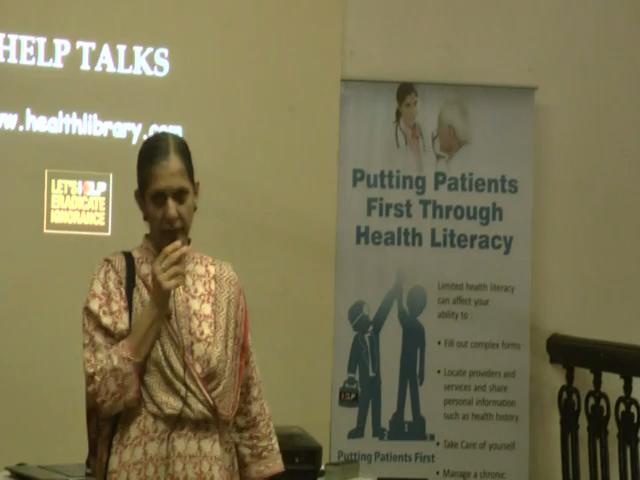 HELP TALKS
www.healthlibrary.com
LET'S HELP
ERADICATE
IGNORANCE
Putting Patients
First Through
Health Literacy
Limited health literacy
can affect your
ability to :
• Fill out complex forms
• Locate providers and
services and share
personal information
such as health history
• Take Care of yourself
• Manage a chronic
Putting Patients First